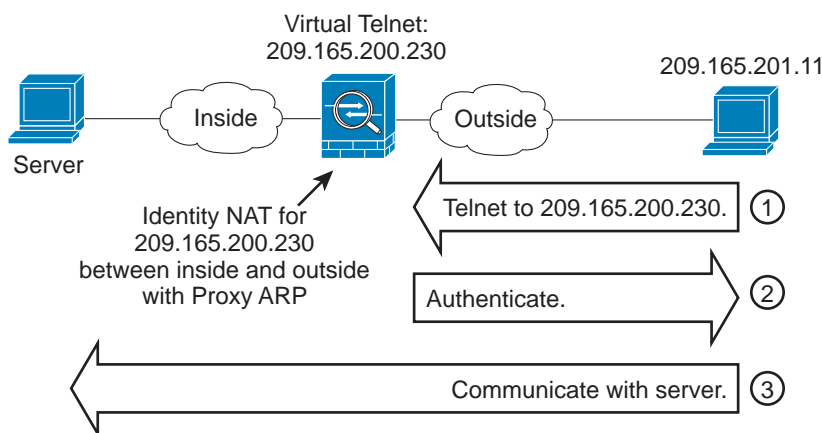 Virtual Telnet:
209.165.200.230
209.165.201.11
Inside
Outside
Server
Identity NAT for
209.165.200.230
between inside and outside
with Proxy ARP
Telnet to 209.165.200.230.
1
Authenticate.
2
Communicate with server.
3